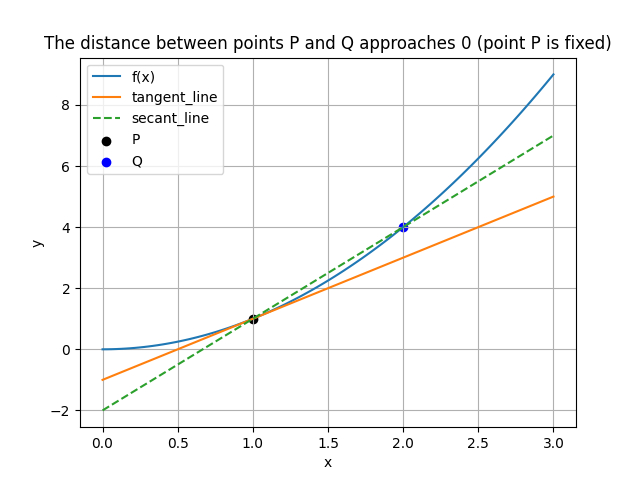 The distance between points P and Q approaches 0 (point P is fixed)
f(x)
tangent_line
secant_line
P
Q
8
6
4
2
0
−2
y
0.0 0.5 1.0 1.5 2.0 2.5 3.0
x